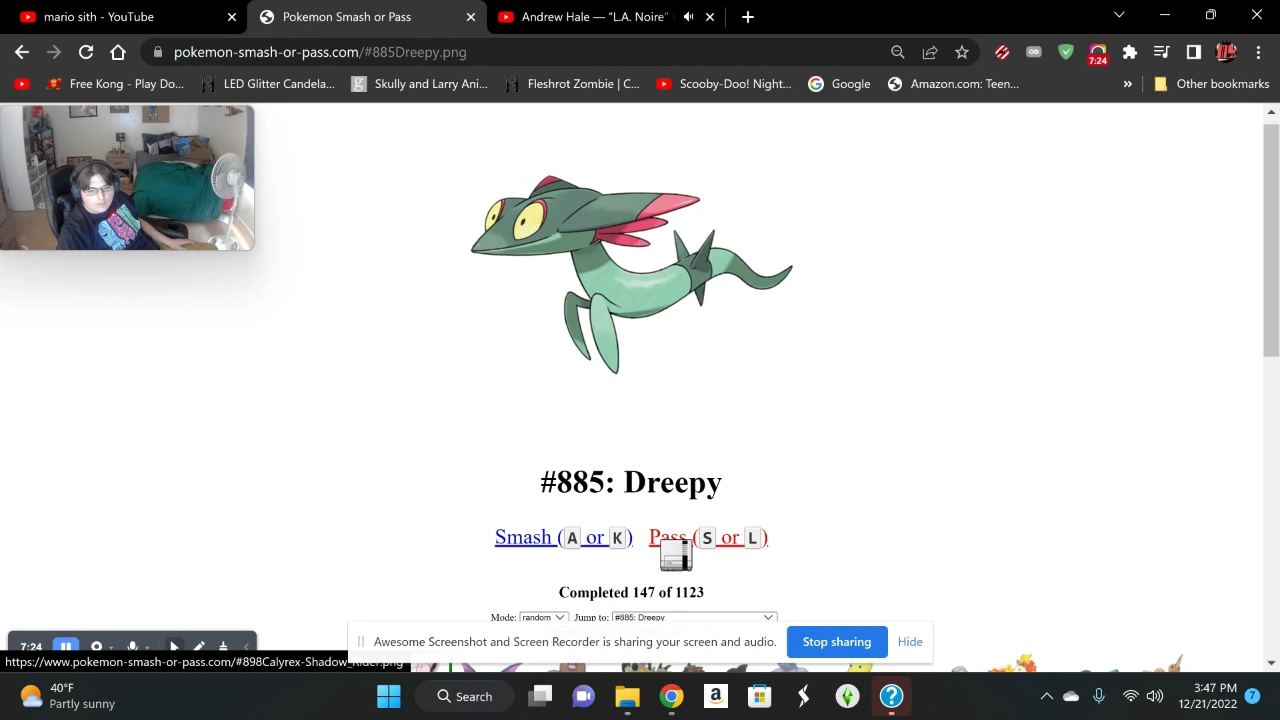 mario sith - YouTube
Pokemon Smash or Pass
Andrew Hale — “L.A. Noire”
pokemon-smash-or-pass.com/#885Dreepy.png
7:24
Free Kong - Play Do...
LED Glitter Candela...
Skully and Larry Ani...
Fleshrot Zombie | C...
Scooby-Doo! Night...
Google
Amazon.com: Teen...
»
Other bookmarks
#885: Dreepy
Smash (A or K) Pass (S or L)
Completed 147 of 1123
Mode: random Jump to: #885: Dreepy
7:24
Awesome Screenshot and Screen Recorder is sharing your screen and audio.
Stop sharing
Hide
https://www.pokemon-smash-or-pass.com/#898Calyrex-Shadow_Rider.png
40°F
Partly sunny
Search
3:47 PM
12/21/2022
7